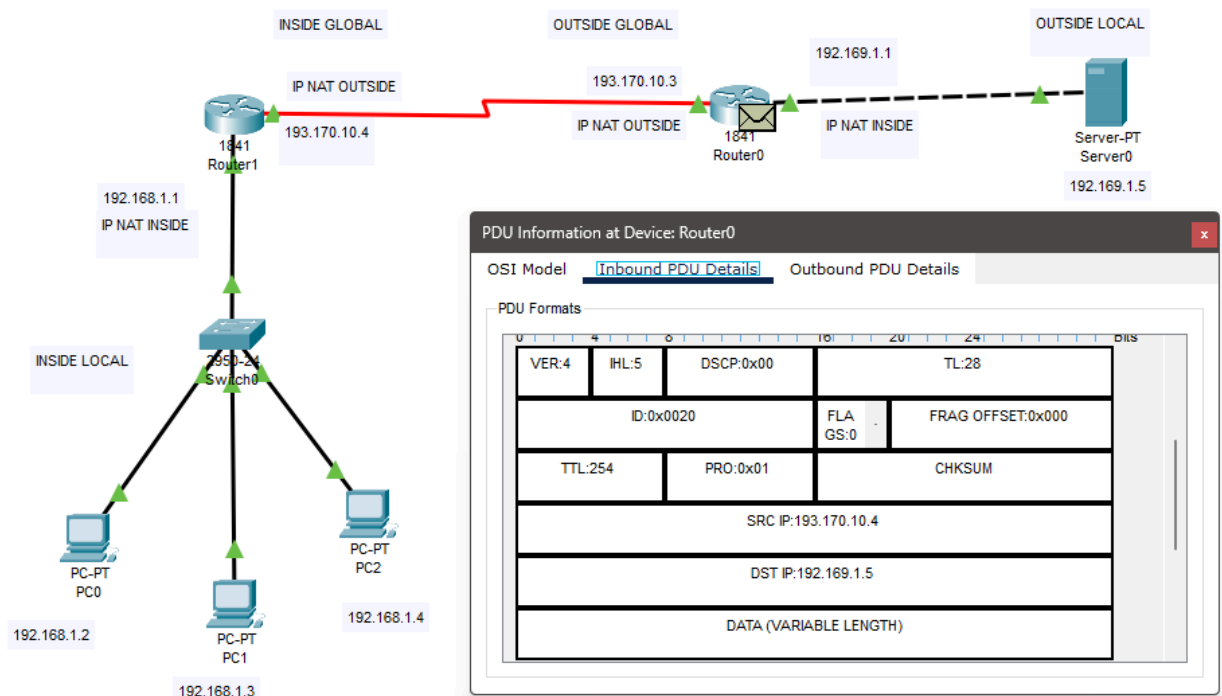 INSIDE GLOBAL
OUTSIDE GLOBAL
OUTSIDE LOCAL
192.169.1.1
IP NAT OUTSIDE
193.170.10.3
193.170.10.4
IP NAT OUTSIDE
IP NAT INSIDE
1841
Router1
1841
Router0
Server-PT
Server0
192.169.1.5
192.168.1.1
IP NAT INSIDE
INSIDE LOCAL
2950-24
Switch0
PC-PT
PC0
192.168.1.2
PC-PT
PC1
192.168.1.3
PC-PT
PC2
192.168.1.4
PDU Information at Device: Router0
x
OSI Model Inbound PDU Details Outbound PDU Details
PDU Formats
0 4 8 16 20 24 Bits
VER:4 IHL:5 DSCP:0x00 TL:28
ID:0x0020 FLA
GS:0 FRAG OFFSET:0x000
TTL:254 PRO:0x01 CHKSUM
SRC IP:193.170.10.4
DST IP:192.169.1.5
DATA (VARIABLE LENGTH)